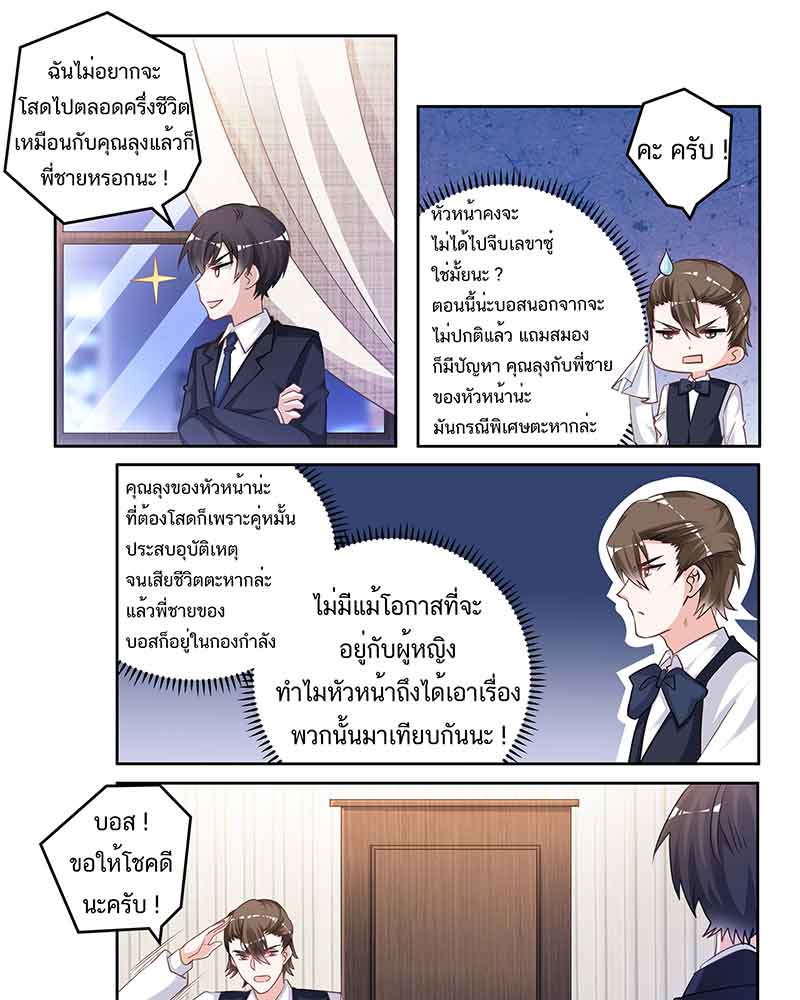 ฉันไม่อยากจะ
โสดไปตลอดครึ่งชีวิต
เหมือนกับคุณลุงแล้วก็
พี่ชายหรอกนะ !
คะ ครับ !
หัวหน้าคงจะ
ไม่ได้ไปจีบเลขาซู่
ใช่มั้ยนะ ?
ตอนนี้น่ะบอสนอกจากจะ
ไม่ปกติแล้ว แถมสมอง
ก็มีปัญหา คุณลุงกับพี่ชาย
ของหัวหน้าน่ะ
มันกรณีพิเศษตะหากล่ะ
คุณลุงของหัวหน้าน่ะ
ที่ต้องโสดก็เพราะคู่หมั้น
ประสบอุบัติเหตุ
จนเสียชีวิตตะหากล่ะ
แล้วพี่ชายของ
บอสก็อยู่ในกองกำลัง
ไม่มีแม้โอกาสที่จะ
อยู่กับผู้หญิง
ทำไมหัวหน้าถึงได้เอาเรื่อง
พวกนั้นมาเทียบกันนะ !
บอส !
ขอให้โชคดี
นะครับ !